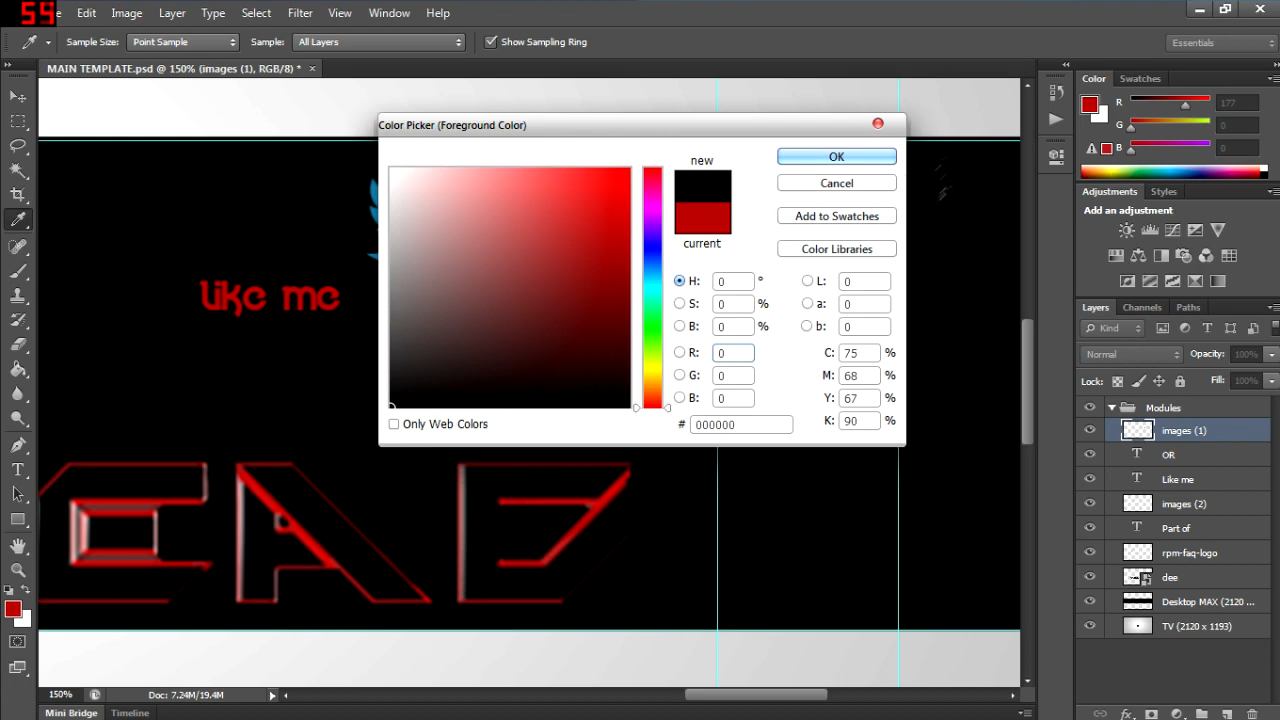 59
e Edit Image Layer Type Select Filter View Window Help
Sample Size: Point Sample Sample: All Layers Show Sampling Ring Essentials
MAIN TEMPLATE.psd @ 150% (images (1), RGB/8) * ×
Color Swatches
R 177
G 0
B 0
Adjustments Styles
Add an adjustment
Color Picker (Foreground Color)
new
current
OK
Cancel
Add to Swatches
Color Libraries
H: 0 °
S: 0 %
B: 0 %
R: 0
G: 0
B: 0
L: 0
a: 0
b: 0
C: 75 %
M: 68 %
Y: 67 %
K: 90 %
# 000000
Only Web Colors
Like me
Layers Channels Paths
Kind
Normal Opacity: 100%
Lock: Fill: 100%
Modules
images (1)
T OR
T Like me
images (2)
T Part of
rpm-faq-logo
dee
Desktop MAX (2120 ...
TV (2120 x 1193)
150% Doc: 7.24M/19.4M
Mini Bridge Timeline